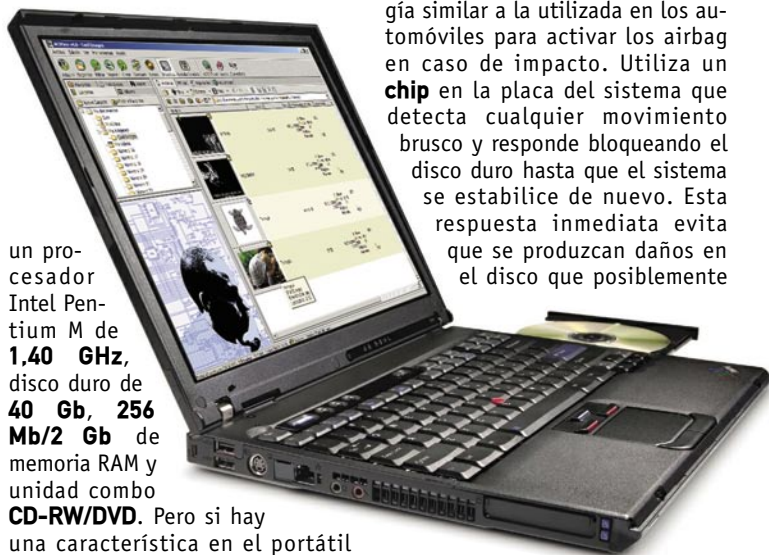 un pro-
cesador
Intel Pen-
tium M de
1,40 GHz,
disco duro de
40 Gb, 256
Mb/2 Gb de
memoria RAM y
unidad combo
CD-RW/DVD. Pero si hay
una característica en el portátil
gía similar a la utilizada en los au-
tomóviles para activar los airbag
en caso de impacto. Utiliza un
chip en la placa del sistema que
detecta cualquier movimiento
brusco y responde bloqueando el
disco duro hasta que el sistema
se estabilice de nuevo. Esta
respuesta inmediata evita
que se produzcan daños en
el disco que posiblemente